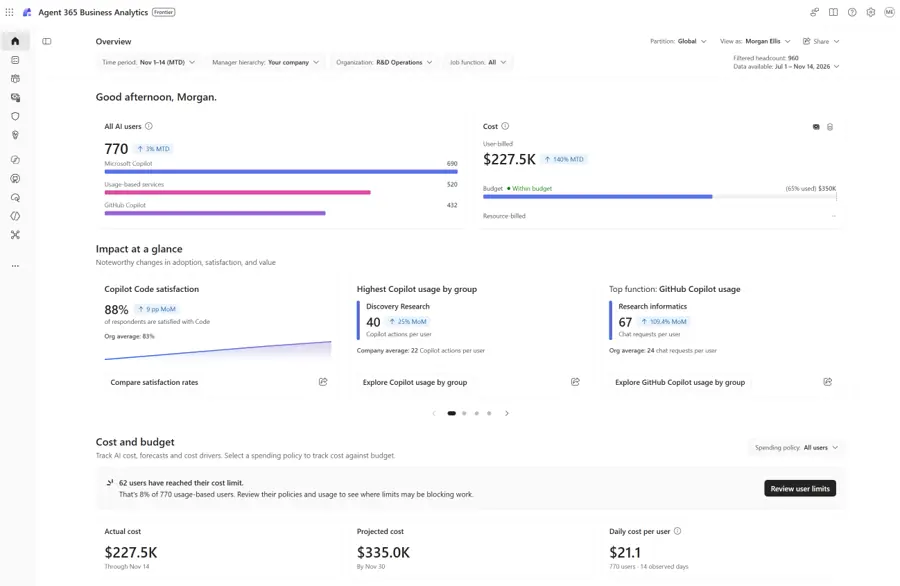 Agent 365 Business Analytics Frontier
ME
Overview
Partition: Global
View as: Morgan Ellis
Share
Time period: Nov 1–14 (MTD)
Manager hierarchy: Your company
Organization: R&D Operations
Job function: All
Filtered headcount: 960
Data available: Jul 1 – Nov 14, 2026
Good afternoon, Morgan.
All AI users
770 ↑ 3% MTD
Microsoft Copilot 690
Usage-based services 520
GitHub Copilot 432
Cost
User-billed
$227.5K ↑ 140% MTD
Budget • Within budget (65% used) $350K
Resource-billed –
Impact at a glance
Noteworthy changes in adoption, satisfaction, and value
Copilot Code satisfaction
88% ↑ 9 pp MoM
of respondents are satisfied with Code
Org average: 83%
Compare satisfaction rates
Highest Copilot usage by group
Discovery Research
40 ↑ 25% MoM
Copilot actions per user
Company average: 22 Copilot actions per user
Explore Copilot usage by group
Top function: GitHub Copilot usage
Research informatics
67 ↑ 109.4% MoM
Chat requests per user
Org average: 24 chat requests per user
Explore GitHub Copilot usage by group
Cost and budget
Track AI cost, forecasts and cost drivers. Select a spending policy to track cost against budget.
Spending policy: All users
62 users have reached their cost limit.
That's 8% of 770 usage-based users. Review their policies and usage to see where limits may be blocking work.
Review user limits
Actual cost
$227.5K
Through Nov 14
Projected cost
$335.0K
By Nov 30
Daily cost per user
$21.1
770 users · 14 observed days